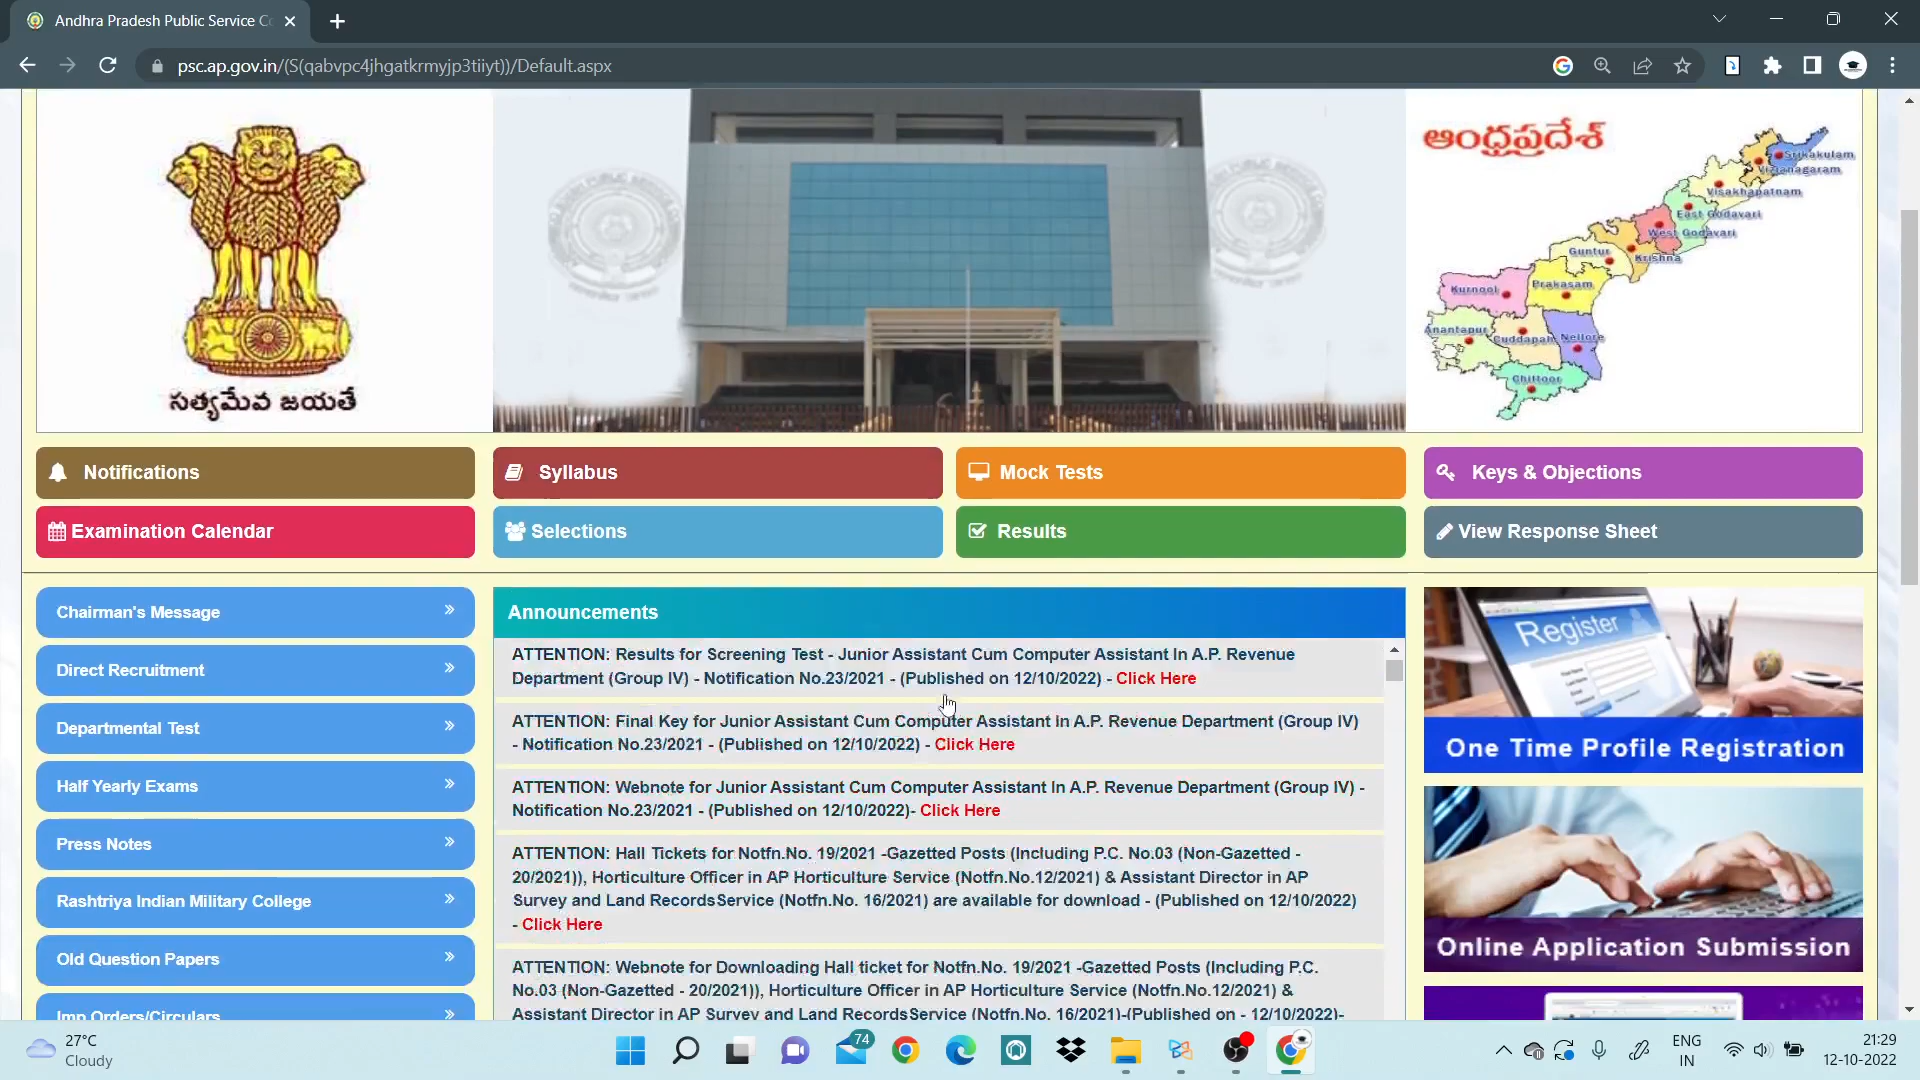 Andhra Pradesh Public Service Co
psc.ap.gov.in/(S(qabvpc4jhgatkrmyjp3tiiyt))/Default.aspx
సత్యమేవ జయతే
ఆంధ్రప్రదేశ్
Srikakulam
Vizianagaram
Visakhapatnam
East Godavari
West Godavari
Guntur
Krishna
Kurnool
Prakasam
Anantapur
Cuddapah
Nellore
Chittoor
Notifications
Syllabus
Mock Tests
Keys & Objections
Examination Calendar
Selections
Results
View Response Sheet
Chairman's Message
Direct Recruitment
Departmental Test
Half Yearly Exams
Press Notes
Rashtriya Indian Military College
Old Question Papers
Imp Orders/Circulars
Announcements
ATTENTION: Results for Screening Test - Junior Assistant Cum Computer Assistant In A.P. Revenue
Department (Group IV) - Notification No.23/2021 - (Published on 12/10/2022) - Click Here
ATTENTION: Final Key for Junior Assistant Cum Computer Assistant In A.P. Revenue Department (Group IV)
- Notification No.23/2021 - (Published on 12/10/2022) - Click Here
ATTENTION: Webnote for Junior Assistant Cum Computer Assistant In A.P. Revenue Department (Group IV) -
Notification No.23/2021 - (Published on 12/10/2022)- Click Here
ATTENTION: Hall Tickets for Notfn.No. 19/2021 -Gazetted Posts (Including P.C. No.03 (Non-Gazetted -
20/2021)), Horticulture Officer in AP Horticulture Service (Notfn.No.12/2021) & Assistant Director in AP
Survey and Land RecordsService (Notfn.No. 16/2021) are available for download - (Published on 12/10/2022)
- Click Here
ATTENTION: Webnote for Downloading Hall ticket for Notfn.No. 19/2021 -Gazetted Posts (Including P.C.
No.03 (Non-Gazetted - 20/2021)), Horticulture Officer in AP Horticulture Service (Notfn.No.12/2021) &
Assistant Director in AP Survey and Land RecordsService (Notfn.No. 16/2021)-(Published on - 12/10/2022)-
Register
One Time Profile Registration
Online Application Submission
27°C
Cloudy
74
ENG
IN
21:29
12-10-2022